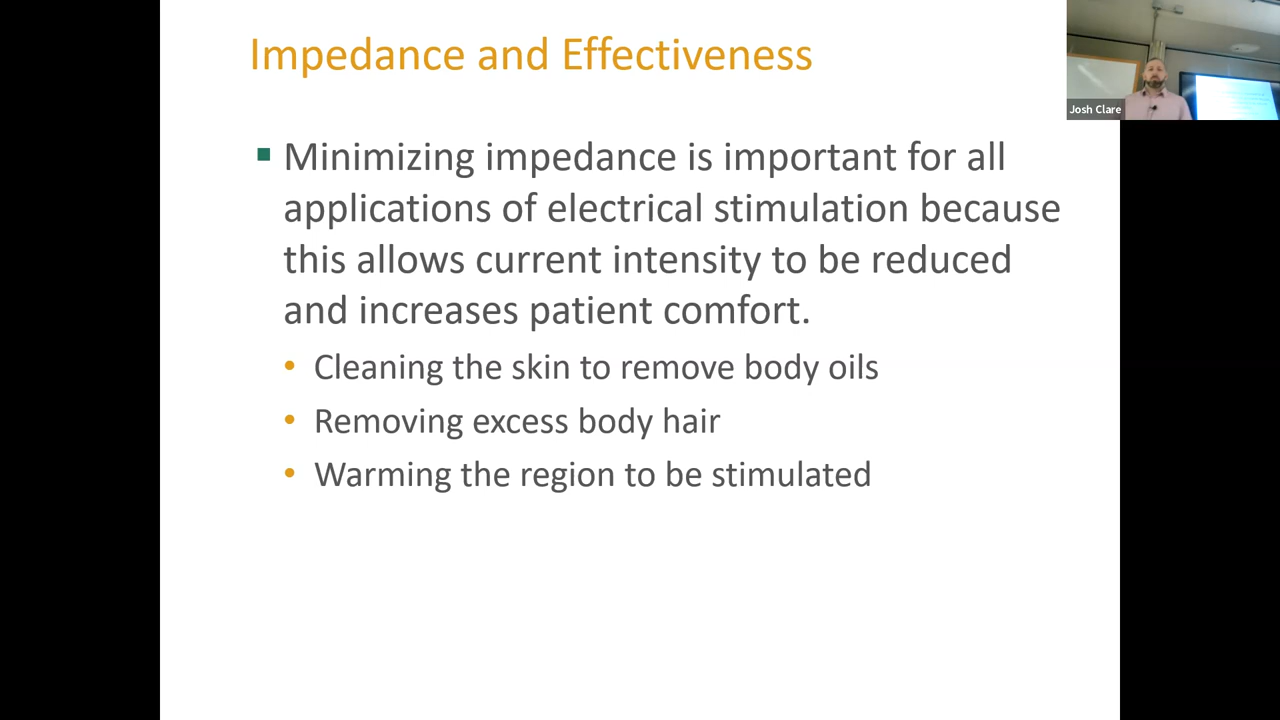 Impedance and Effectiveness
Minimizing impedance is important for all
applications of electrical stimulation because
this allows current intensity to be reduced
and increases patient comfort.
Cleaning the skin to remove body oils
Removing excess body hair
Warming the region to be stimulated
Josh Clare